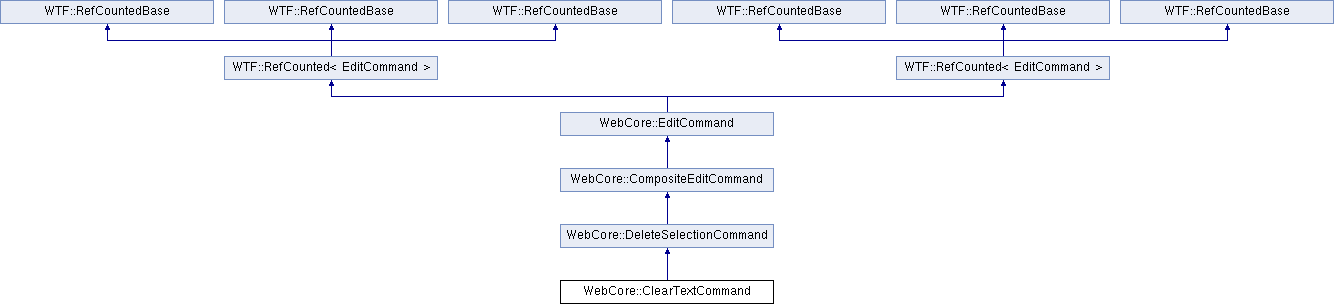 WTF::RefCountedBase WTF::RefCountedBase WTF::RefCountedBase WTF::RefCountedBase WTF::RefCountedBase WTF::RefCountedBase
WTF::RefCounted< EditCommand > WTF::RefCounted< EditCommand >
WebCore::EditCommand
WebCore::CompositeEditCommand
WebCore::DeleteSelectionCommand
WebCore::ClearTextCommand